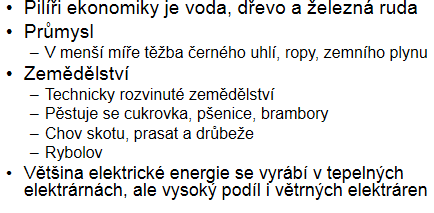 • Pilíři ekonomiky je voda, dřevo a železná ruda
• Průmysl
– V menší míře těžba černého uhlí, ropy, zemního plynu
• Zemědělství
– Technicky rozvinuté zemědělství
– Pěstuje se cukrovka, pšenice, brambory
– Chov skotu, prasat a drůbeže
– Rybolov
• Většina elektrické energie se vyrábí v tepelných
elektrárnách, ale vysoký podíl i větrných elektráren